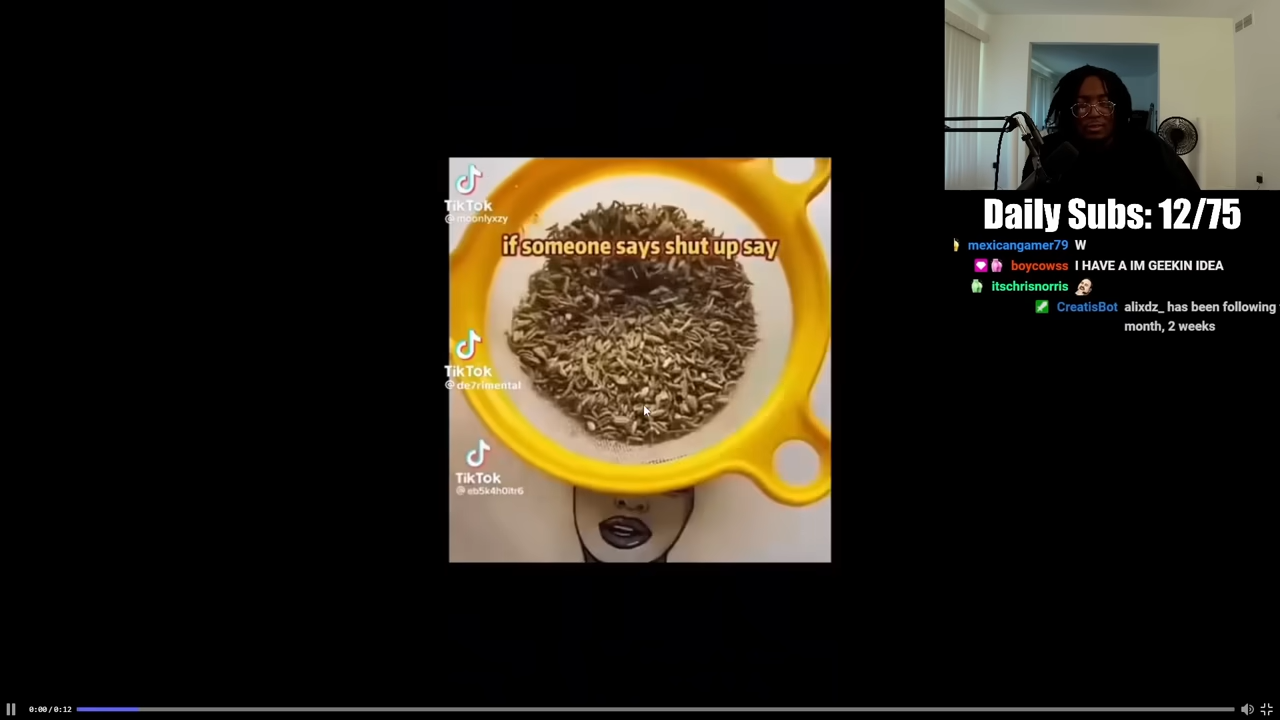 TikTok
@moonlyxzy
if someone says shut up say
TikTok
@de7rimental
TikTok
@eb5k4h0ltr6
Daily Subs: 12/75
mexicangamer79 W
boycowss I HAVE A IM GEEKIN IDEA
itschrisnorris
CreatisBot alixdz_ has been following
month, 2 weeks
0:00/0:12